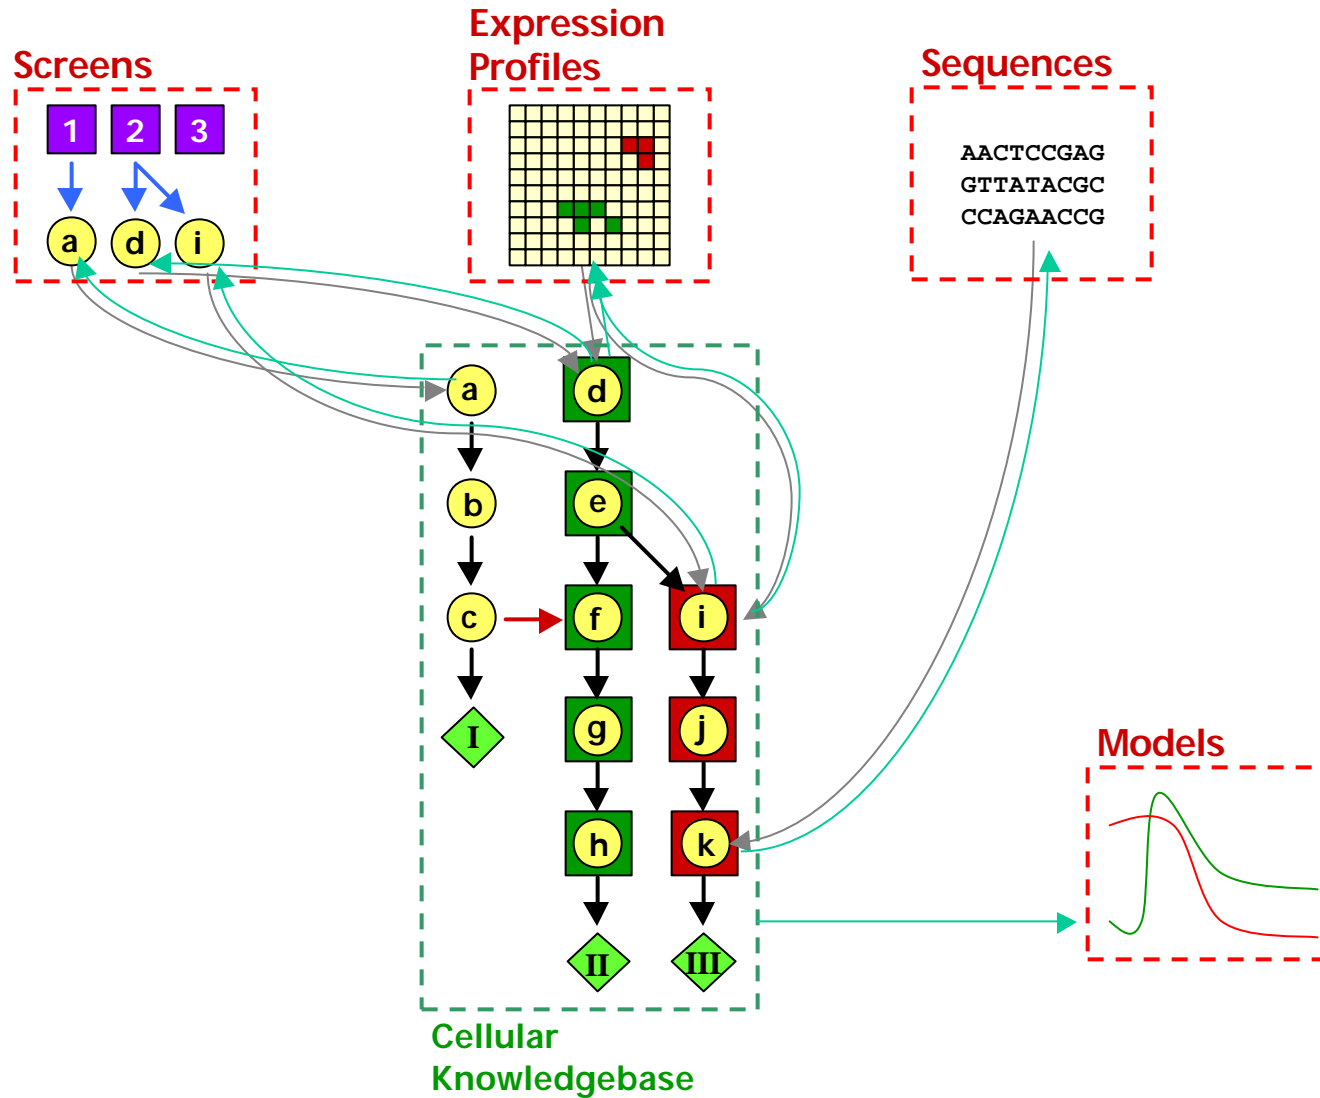 Screens
1 2 3
a d i
Expression
Profiles
Sequences
AACTCCGAG
GTTATACGC
CCAGAACCG
a d
b e
c f i
I g j
h k
II III
Cellular
Knowledgebase
Models